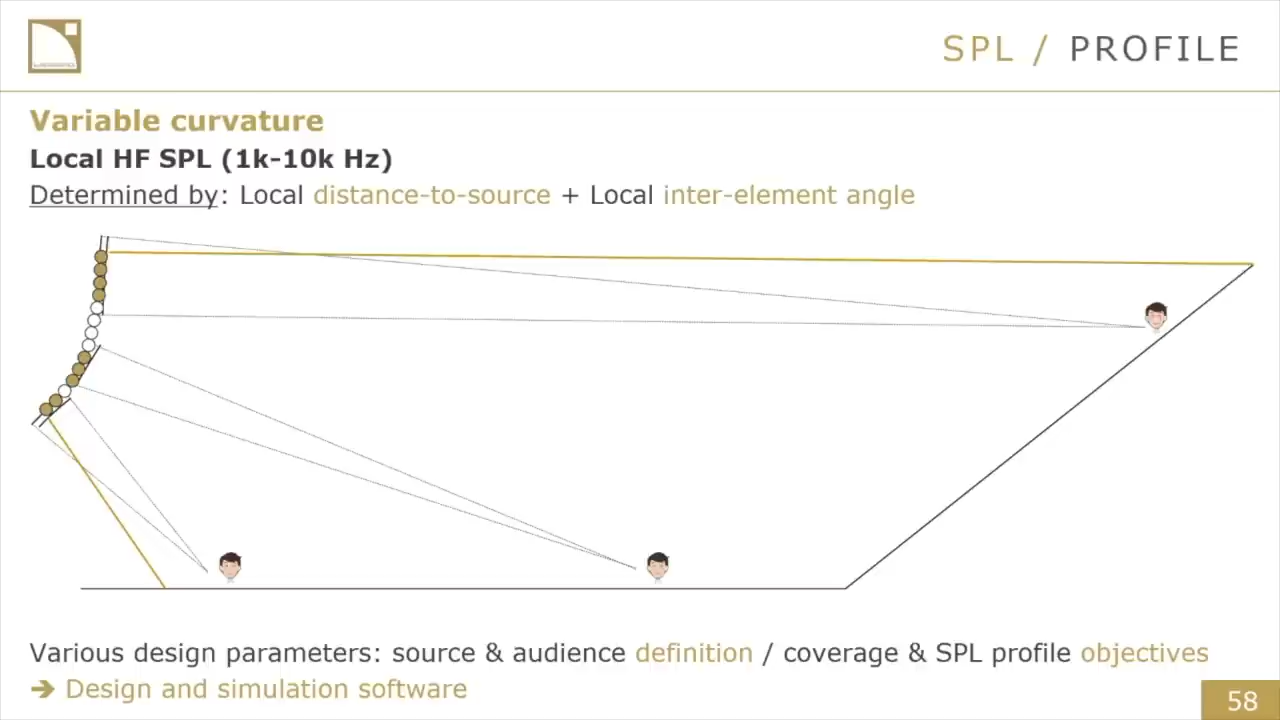 SPL / PROFILE
Variable curvature
Local HF SPL (1k-10k Hz)
Determined by: Local distance-to-source + Local inter-element angle
Various design parameters: source & audience definition / coverage & SPL profile objectives
➔ Design and simulation software
58